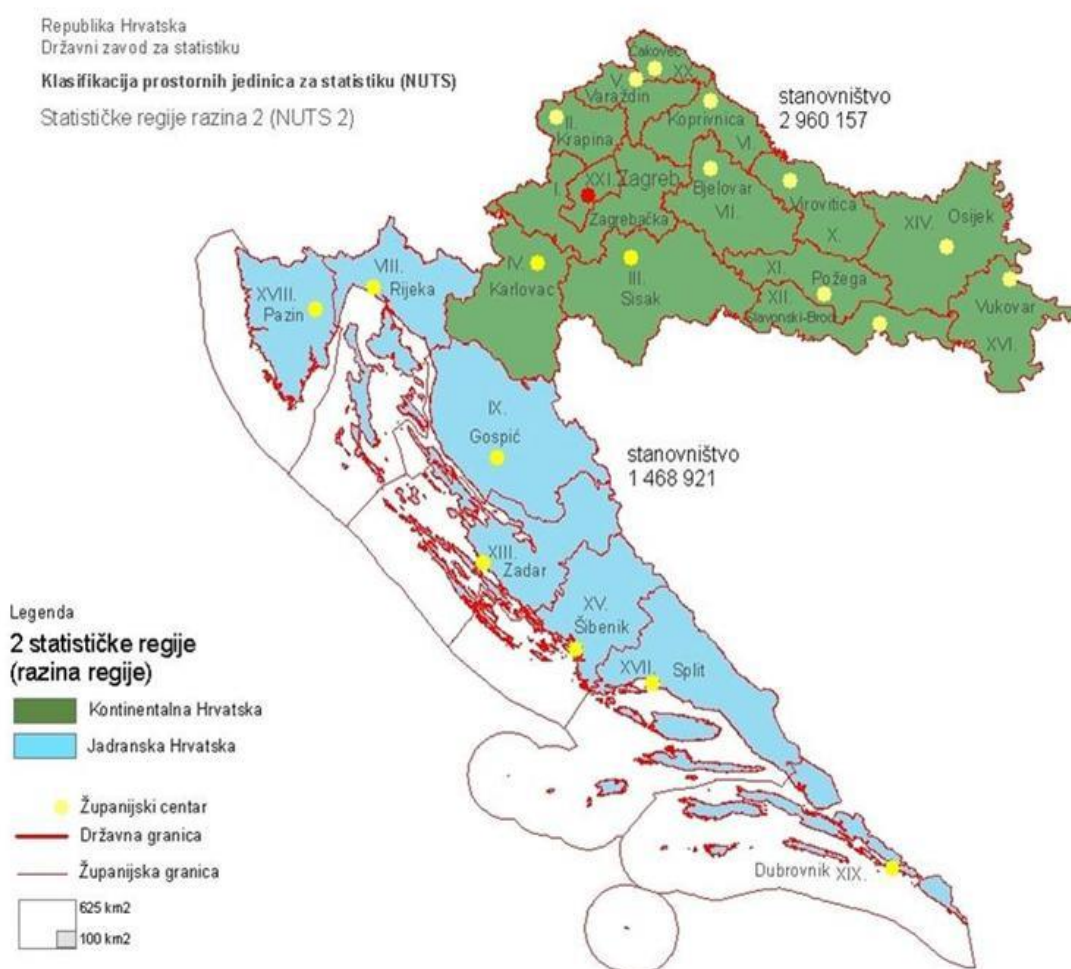 Republika Hrvatska
Državni zavod za statistiku
Klasifikacija prostornih jedinica za statistiku (NUTS)
Statističke regije razina 2 (NUTS 2)
Čakovec
XX.
V.
Varaždin
stanovništvo
2 960 157
II.
Krapina
Koprivnica
VI.
I.
XXI. Zagreb
Bjelovar
Virovitica
Zagrebačka
VII.
X.
XIV.
Osijek
VIII.
Rijeka
IV.
Karlovac
III.
Sisak
XI.
Požega
XII.
Slavonski-Brod
Vukovar
XVI.
XVIII.
Pazin
IX.
Gospić
stanovništvo
1 468 921
XIII.
Zadar
XV.
Šibenik
XVII.
Split
Dubrovnik XIX.
Legenda
2 statističke regije
(razina regije)
Kontinentalna Hrvatska
Jadranska Hrvatska
Županijski centar
Državna granica
Županijska granica
625 km2
100 km2